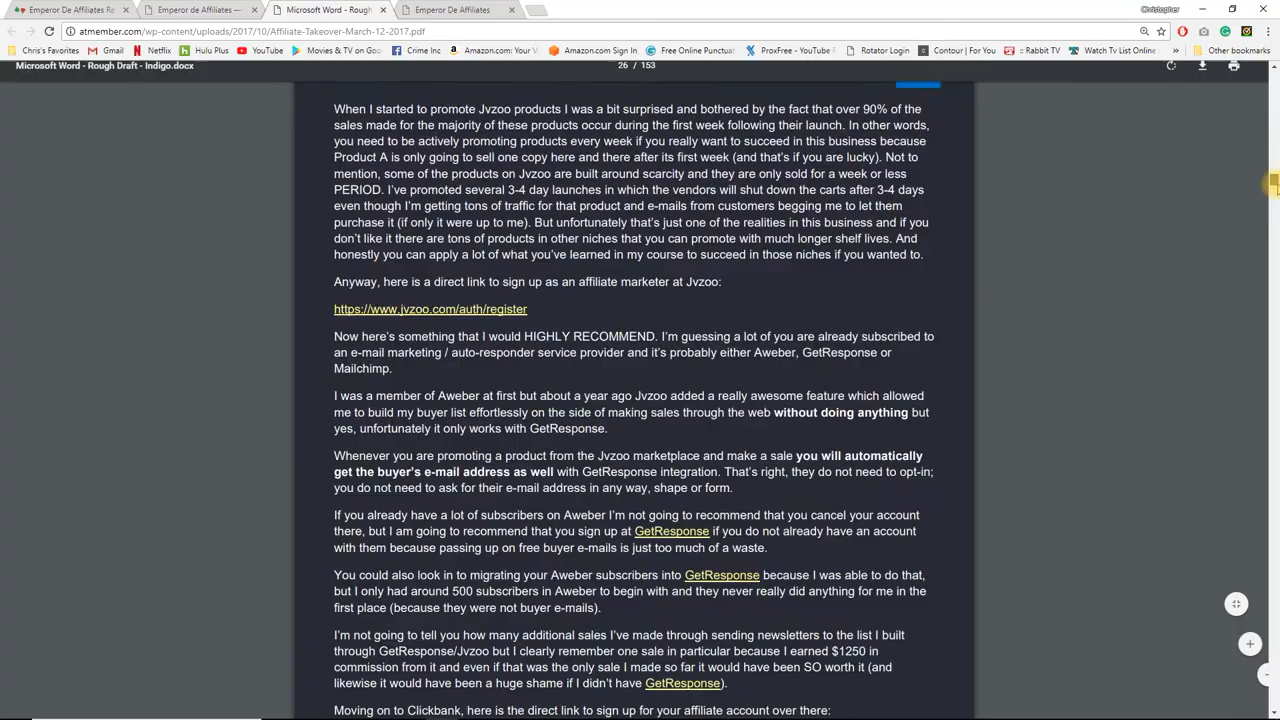 Emperor De Affiliates Re
Emperor de Affiliates —
Microsoft Word - Rough
Emperor De Affiliates
Christopher
atmember.com/wp-content/uploads/2017/10/Affiliate-Takeover-March-12-2017.pdf
Chris's Favorites Gmail Netflix Hulu Plus YouTube Movies & TV on Goo Crime Inc Amazon.com: Your V Amazon.com Sign In Free Online Punctuat ProxFree - YouTube Rotator Login Contour | For You :: Rabbit TV Watch Tv List Online » Other bookmarks
Microsoft Word - Rough Draft - Indigo.docx
26 / 153
When I started to promote Jvzoo products I was a bit surprised and bothered by the fact that over 90% of the
sales made for the majority of these products occur during the first week following their launch. In other words,
you need to be actively promoting products every week if you really want to succeed in this business because
Product A is only going to sell one copy here and there after its first week (and that's if you are lucky). Not to
mention, some of the products on Jvzoo are built around scarcity and they are only sold for a week or less
PERIOD. I've promoted several 3-4 day launches in which the vendors will shut down the carts after 3-4 days
even though I'm getting tons of traffic for that product and e-mails from customers begging me to let them
purchase it (if only it were up to me). But unfortunately that's just one of the realities in this business and if you
don't like it there are tons of products in other niches that you can promote with much longer shelf lives. And
honestly you can apply a lot of what you've learned in my course to succeed in those niches if you wanted to.
Anyway, here is a direct link to sign up as an affiliate marketer at Jvzoo:
https://www.jvzoo.com/auth/register
Now here's something that I would HIGHLY RECOMMEND. I'm guessing a lot of you are already subscribed to
an e-mail marketing / auto-responder service provider and it's probably either Aweber, GetResponse or
Mailchimp.
I was a member of Aweber at first but about a year ago Jvzoo added a really awesome feature which allowed
me to build my buyer list effortlessly on the side of making sales through the web without doing anything but
yes, unfortunately it only works with GetResponse.
Whenever you are promoting a product from the Jvzoo marketplace and make a sale you will automatically
get the buyer's e-mail address as well with GetResponse integration. That's right, they do not need to opt-in;
you do not need to ask for their e-mail address in any way, shape or form.
If you already have a lot of subscribers on Aweber I'm not going to recommend that you cancel your account
there, but I am going to recommend that you sign up at GetResponse if you do not already have an account
with them because passing up on free buyer e-mails is just too much of a waste.
You could also look in to migrating your Aweber subscribers into GetResponse because I was able to do that,
but I only had around 500 subscribers in Aweber to begin with and they never really did anything for me in the
first place (because they were not buyer e-mails).
I'm not going to tell you how many additional sales I've made through sending newsletters to the list I built
through GetResponse/Jvzoo but I clearly remember one sale in particular because I earned $1250 in
commission from it and even if that was the only sale I made so far it would have been SO worth it (and
likewise it would have been a huge shame if I didn't have GetResponse).
Moving on to Clickbank, here is the direct link to sign up for your affiliate account over there: